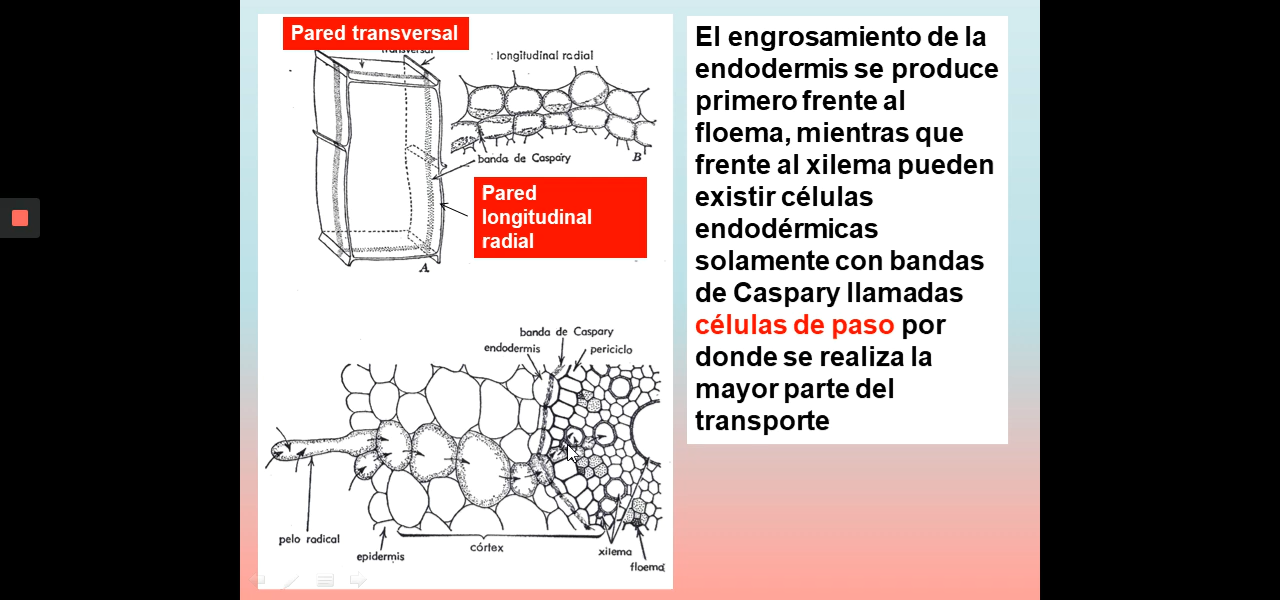 Pared transversal
transversal
longitudinal radial
banda de Caspary
B
Pared
longitudinal
radial
A
banda de Caspary
endodermis
periciclo
pelo radical
epidermis
córtex
xilema
floema
El engrosamiento de la
endodermis se produce
primero frente al
floema, mientras que
frente al xilema pueden
existir células
endodérmicas
solamente con bandas
de Caspary llamadas
células de paso por
donde se realiza la
mayor parte del
transporte